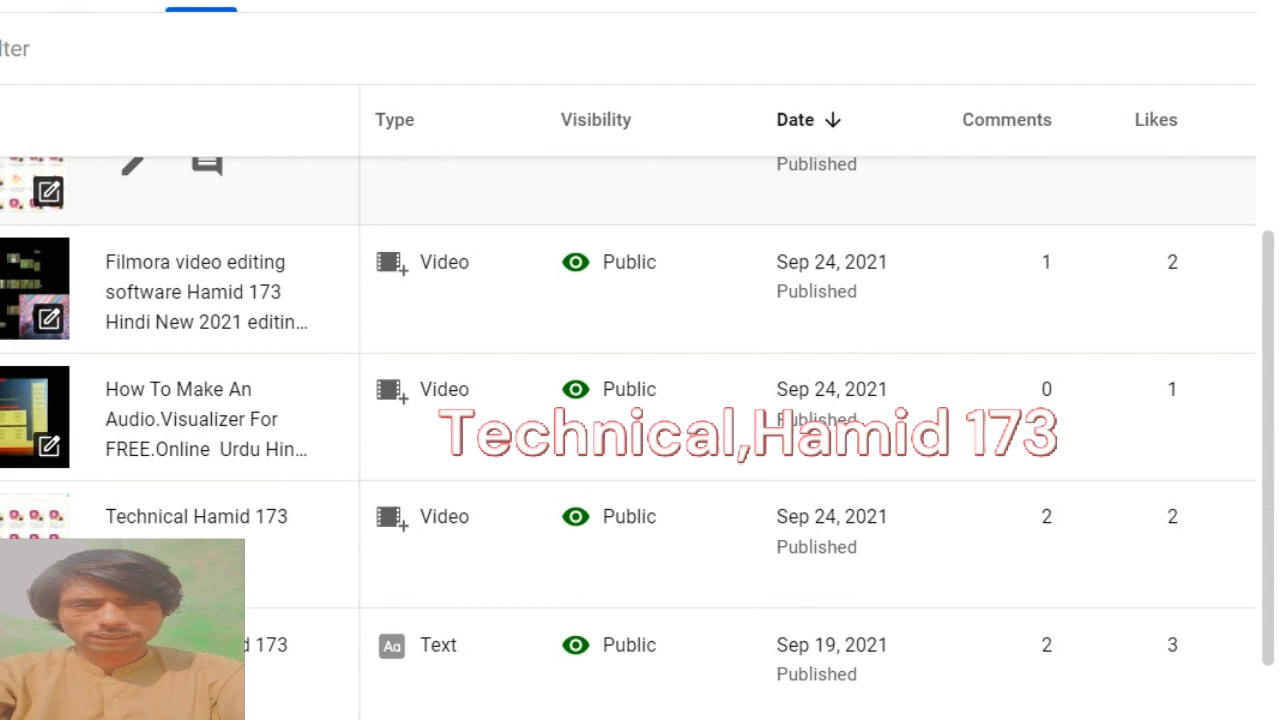 lter
Type Visibility Date Comments Likes
Published
Filmora video editing
software Hamid 173
Hindi New 2021 editin...
Video Public Sep 24, 2021 1 2
Published
How To Make An
Audio.Visualizer For
FREE.Online Urdu Hin...
Video Public Sep 24, 2021 0 1
Published
Technical,Hamid 173
Technical Hamid 173
Video Public Sep 24, 2021 2 2
Published
d 173
Aa Text Public Sep 19, 2021 2 3
Published